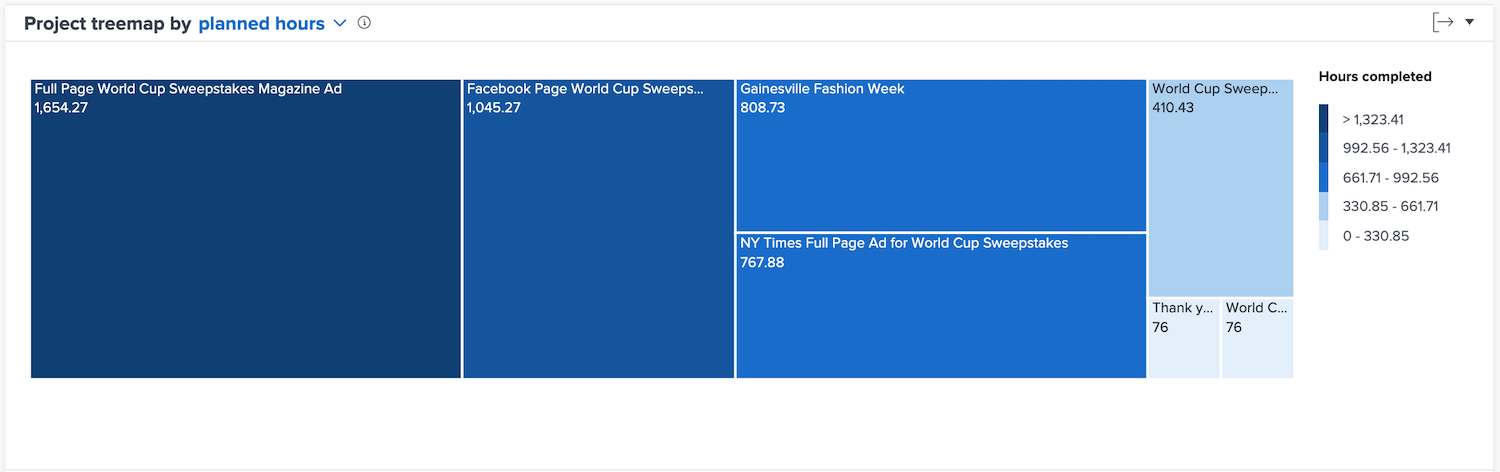 Project treemap by planned hours
Full Page World Cup Sweepstakes Magazine Ad
1,654.27
Facebook Page World Cup Sweeps...
1,045.27
Gainesville Fashion Week
808.73
NY Times Full Page Ad for World Cup Sweepstakes
767.88
World Cup Sweep...
410.43
Thank y...
76
World C...
76
Hours completed
> 1,323.41
992.56 - 1,323.41
661.71 - 992.56
330.85 - 661.71
0 - 330.85